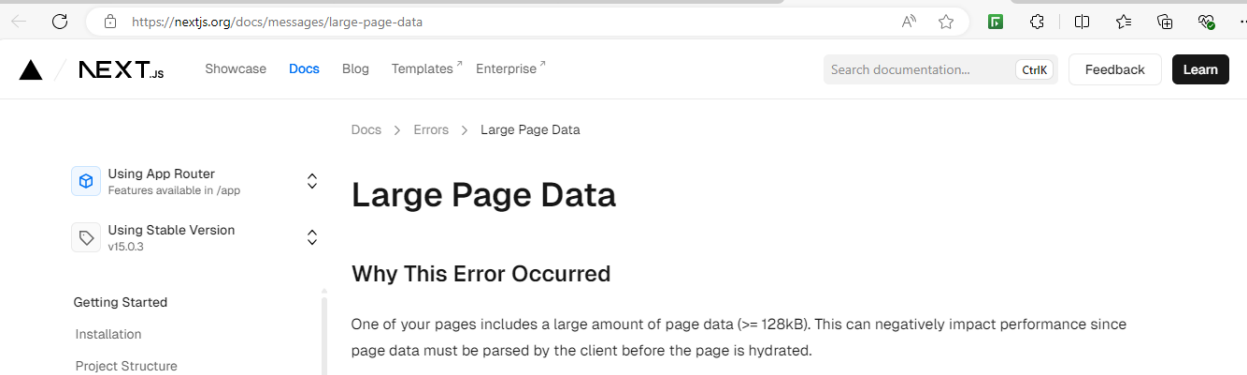 https://nextjs.org/docs/messages/large-page-data
NEXT.JS
Showcase
Docs
Blog
Templates
Enterprise
Search documentation...
CtrlK
Feedback
Learn
Docs > Errors > Large Page Data
Using App Router
Features available in /app
Using Stable Version
v15.0.3
Getting Started
Installation
Project Structure
Large Page Data
Why This Error Occurred
One of your pages includes a large amount of page data (>= 128kB). This can negatively impact performance since
page data must be parsed by the client before the page is hydrated.